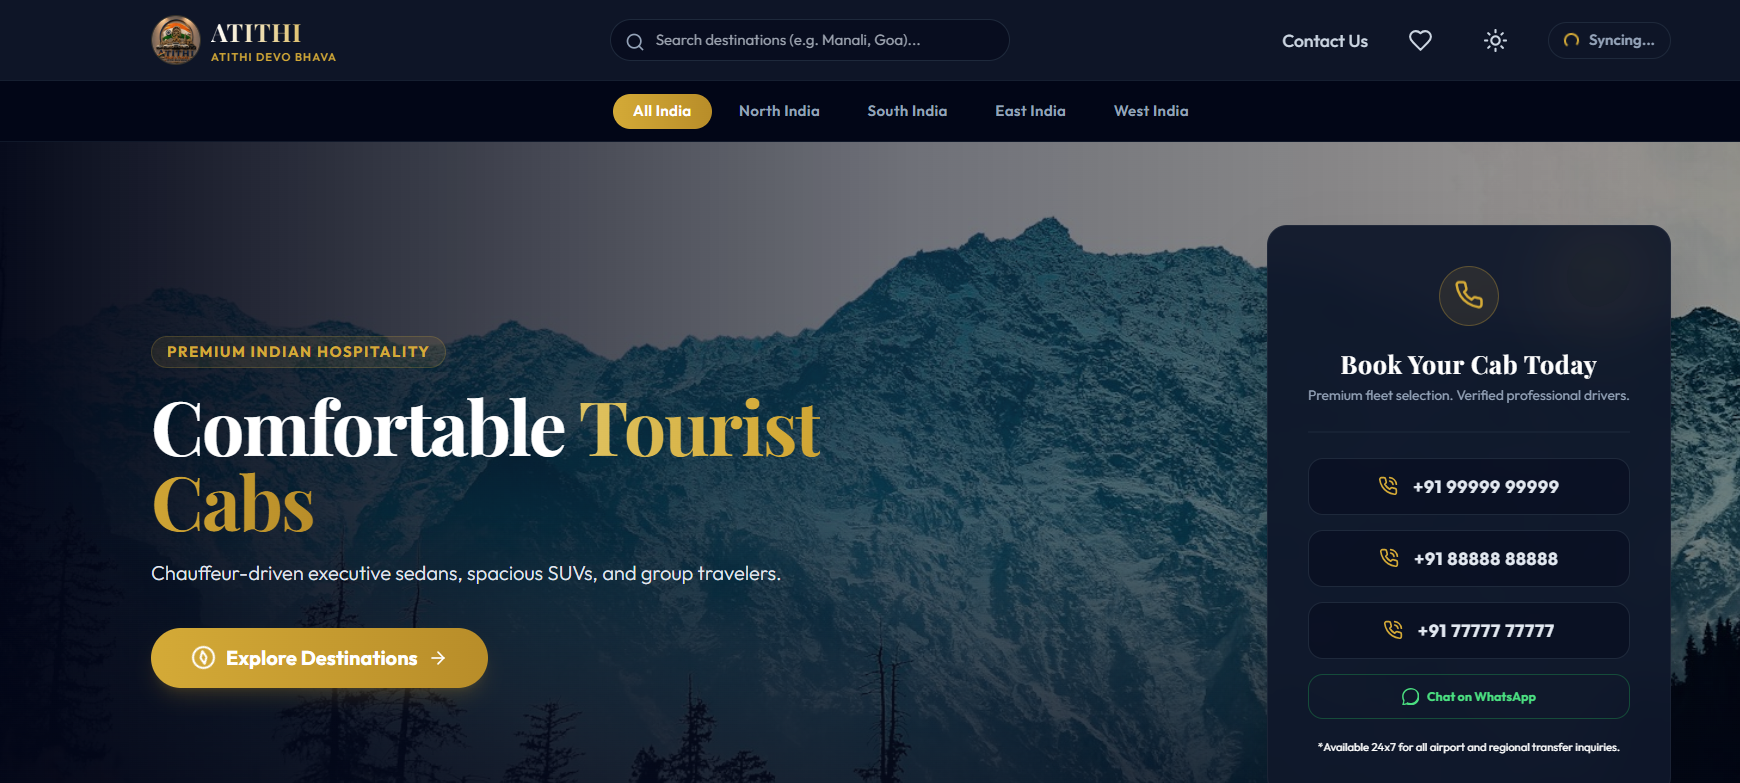 ATITHI
ATITHI DEVO BHAVA
Search destinations (e.g. Manali, Goa)...
Contact Us
Syncing...
All India
North India
South India
East India
West India
PREMIUM INDIAN HOSPITALITY
Comfortable Tourist
Cabs
Chauffeur-driven executive sedans, spacious SUVs, and group travelers.
Explore Destinations →
Book Your Cab Today
Premium fleet selection. Verified professional drivers.
+91 99999 99999
+91 88888 88888
+91 77777 77777
Chat on WhatsApp
*Available 24x7 for all airport and regional transfer inquiries.